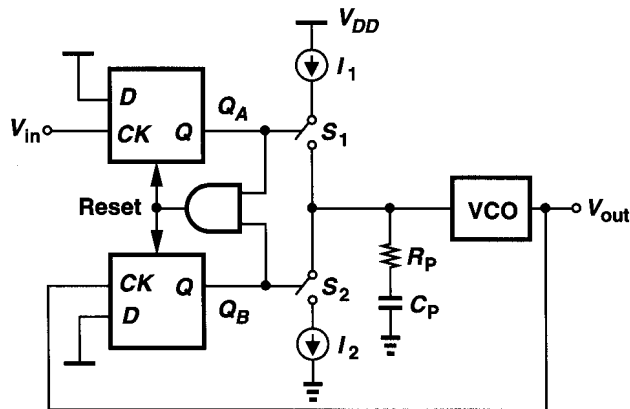 V_DD
I_1
D
Q_A
V_in
CK
Q
S_1
Reset
VCO
V_out
R_P
CK
Q
S_2
D
Q_B
C_P
I_2